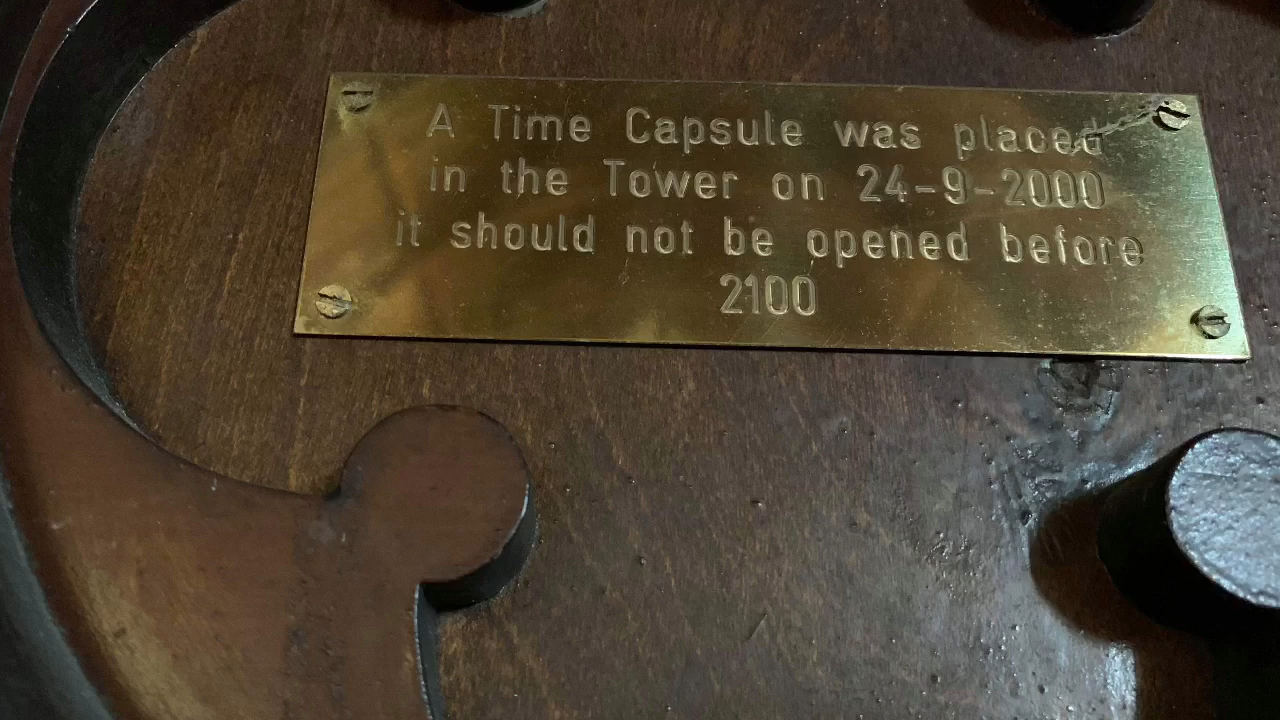 A Time Capsule was placed
in the Tower on 24-9-2000
it should not be opened before
2100